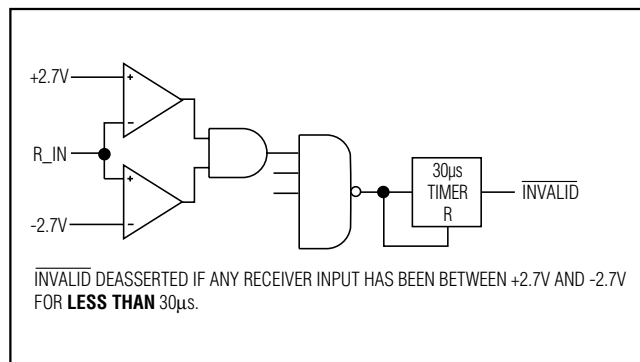 +2.7V
+
-
R_IN
+
-2.7V
-
30µs
TIMER
R
INVALID
INVALID DEASSERTED IF ANY RECEIVER INPUT HAS BEEN BETWEEN +2.7V AND -2.7V
FOR LESS THAN 30µs.